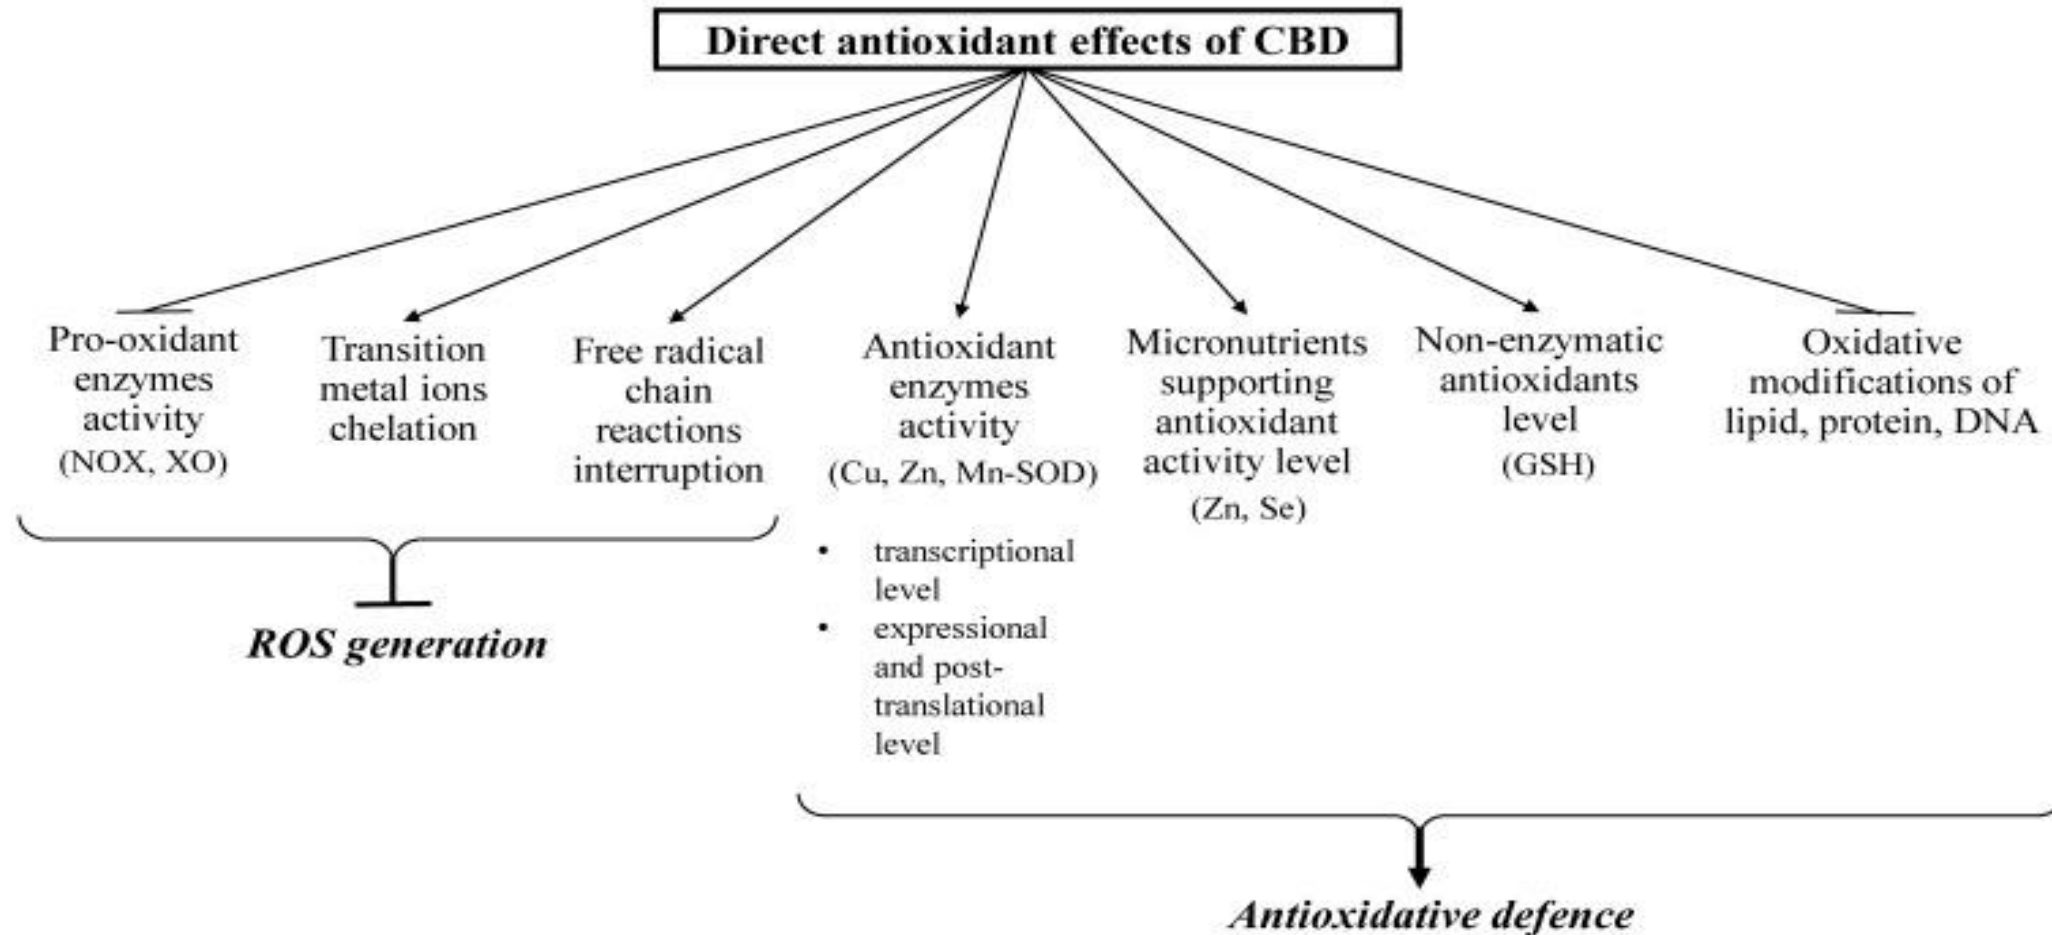 Direct antioxidant effects of CBD
Pro-oxidant
enzymes
activity
(NOX, XO)
Transition
metal ions
chelation
Free radical
chain
reactions
interruption
Antioxidant
enzymes
activity
(Cu, Zn, Mn-SOD)
• transcriptional
level
• expressional
and post-
translational
level
Micronutrients
supporting
antioxidant
activity level
(Zn, Se)
Non-enzymatic
antioxidants
level
(GSH)
Oxidative
modifications of
lipid, protein, DNA
ROS generation
Antioxidative defence